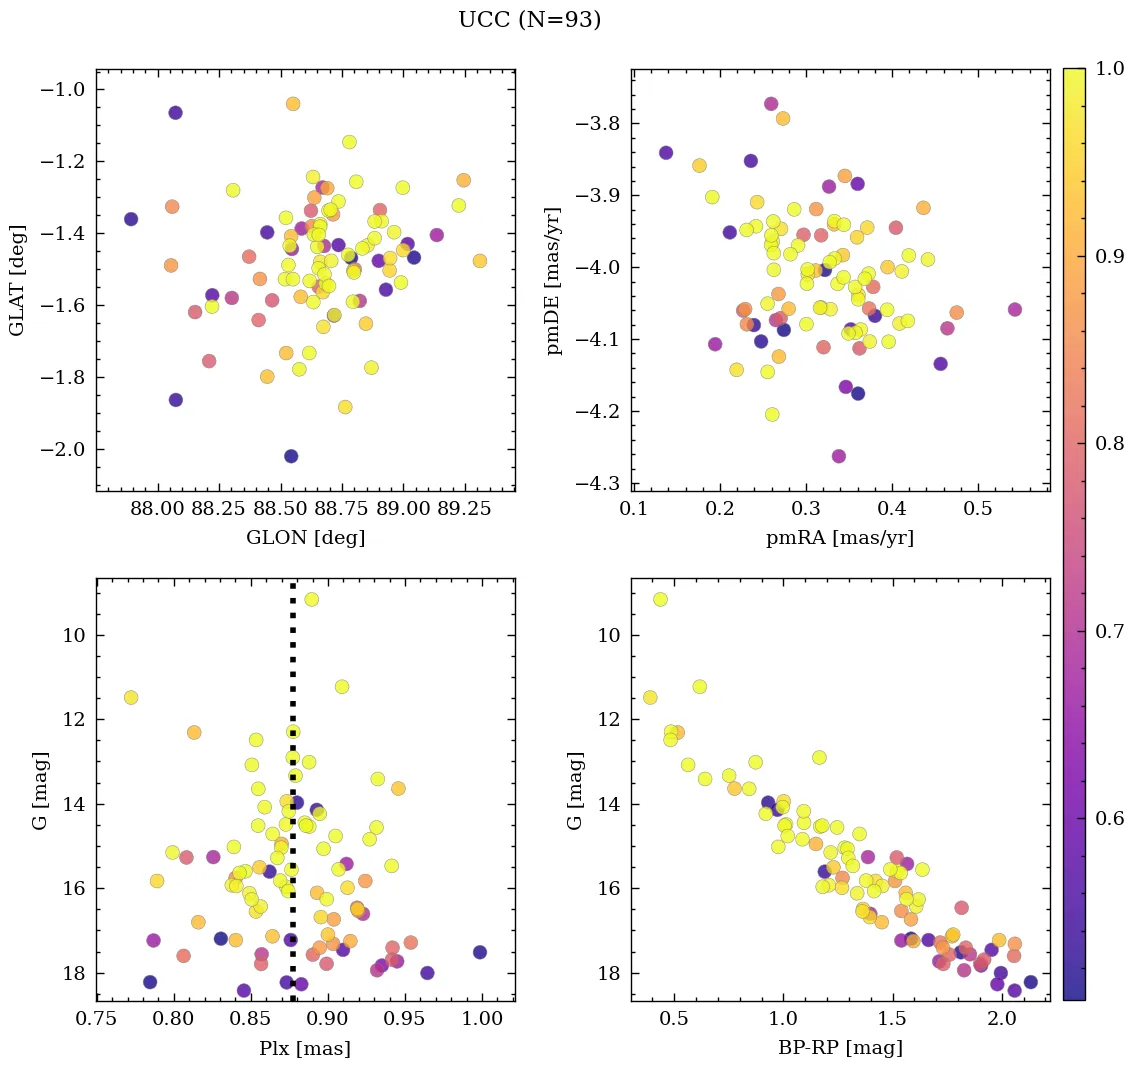 UCC (N=93)
−1.0
−1.2
−1.4
−1.6
−1.8
−2.0
GLAT [deg]
88.00 88.25 88.50 88.75 89.00 89.25
GLON [deg]
−3.8
−3.9
−4.0
−4.1
−4.2
−4.3
pmDE [mas/yr]
0.1 0.2 0.3 0.4 0.5
pmRA [mas/yr]
1.0
0.9
0.8
0.7
0.6
10
12
14
16
18
G [mag]
0.75 0.80 0.85 0.90 0.95 1.00
Plx [mas]
10
12
14
16
18
G [mag]
0.5 1.0 1.5 2.0
BP-RP [mag]